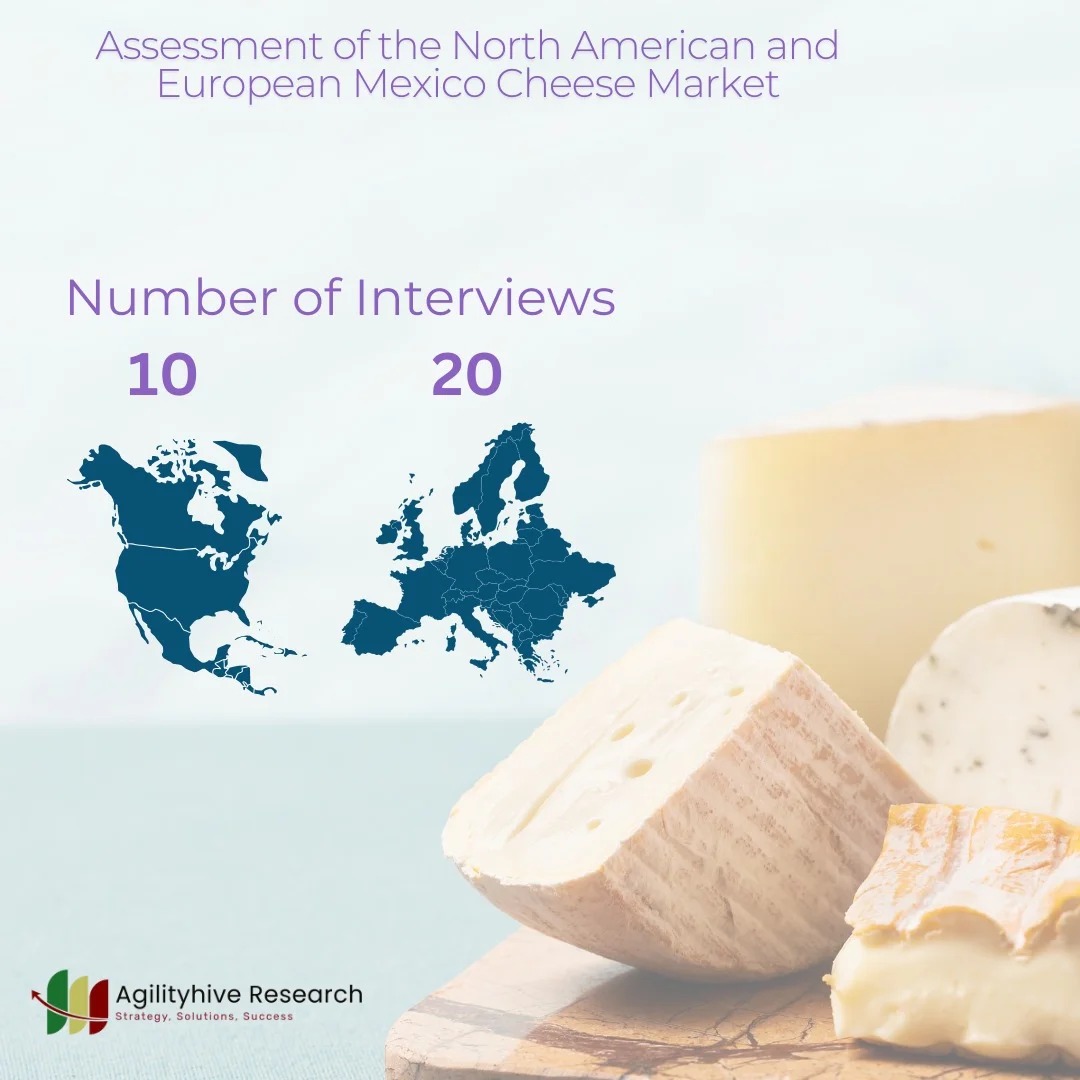 Assessment of the North American and
European Mexico Cheese Market
Number of Interviews
10 20
Agilityhive Research
Strategy, Solutions, Success